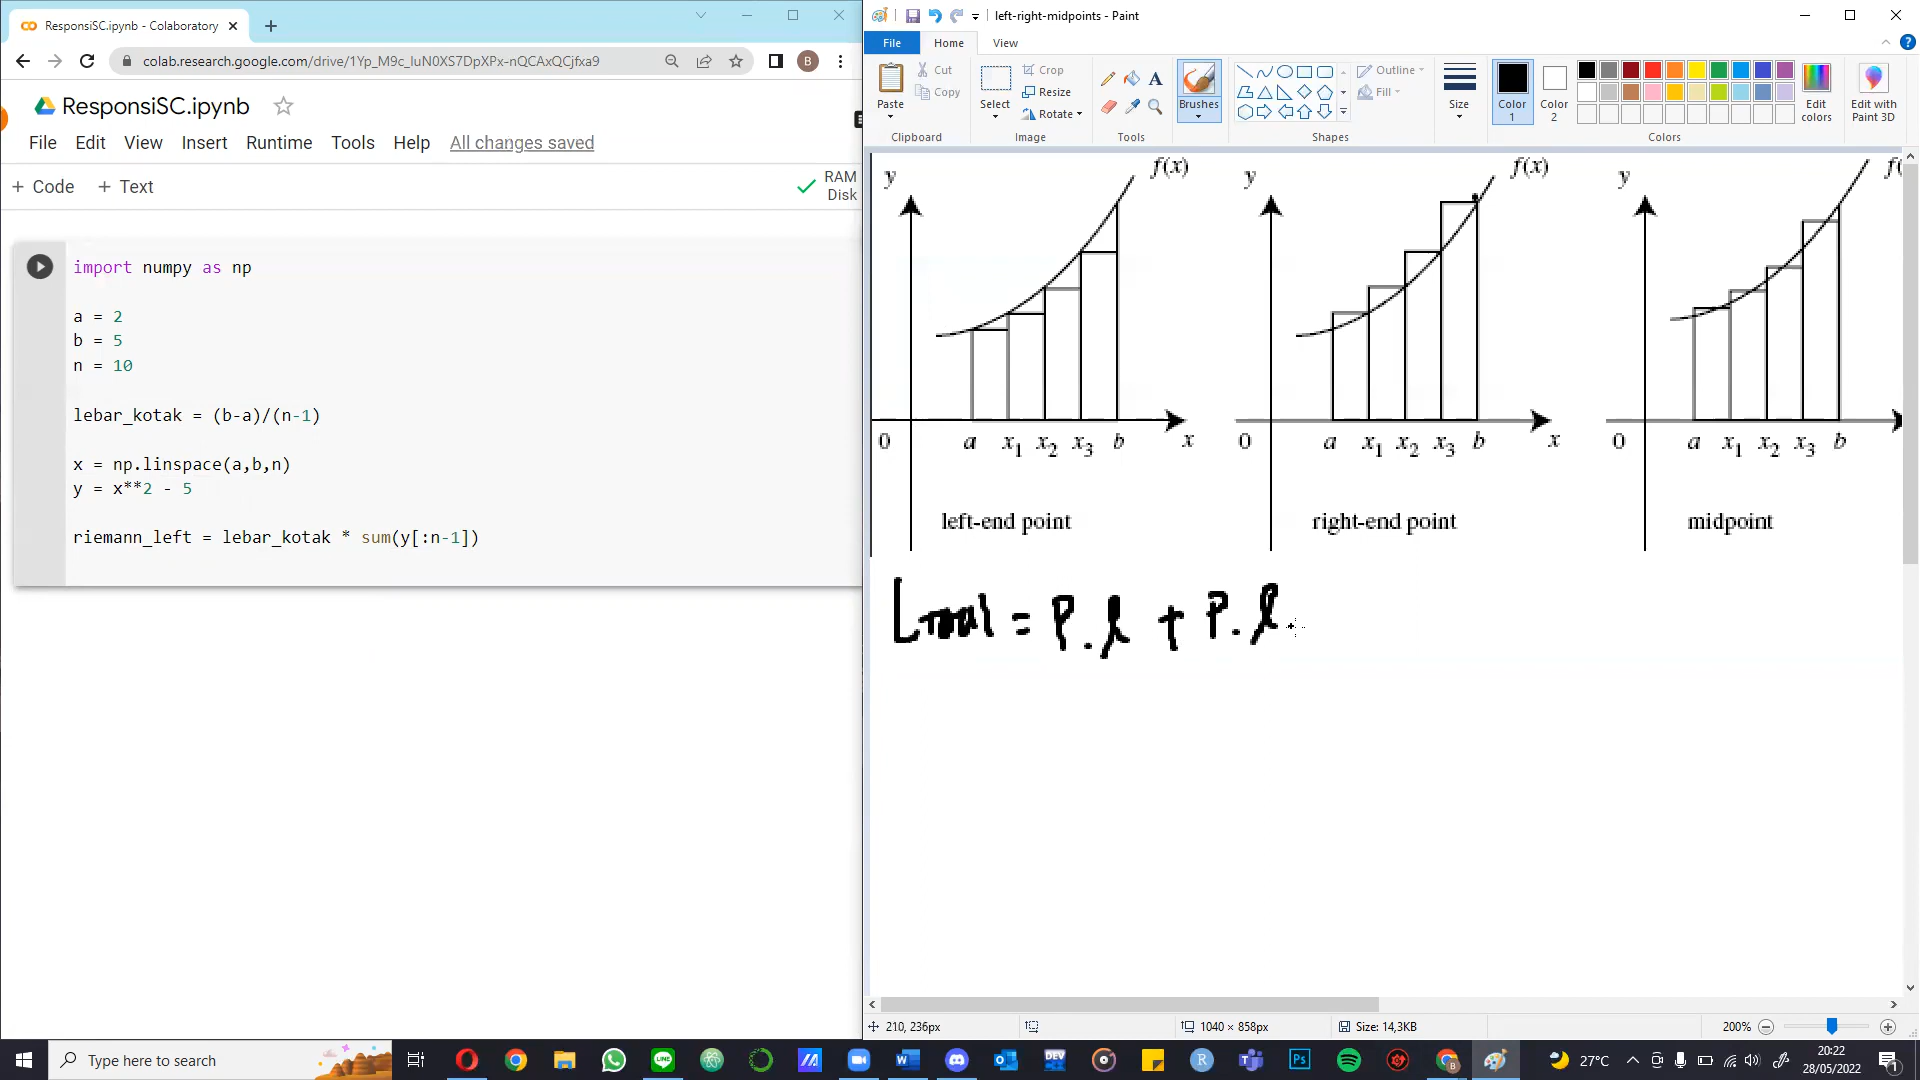 ResponsiSC.ipynb - Colaboratory
colab.research.google.com/drive/1Yp_M9c_luN0XS7DpXPx-nQCAxQCjfxa9
B
ResponsiSC.ipynb
File Edit View Insert Runtime Tools Help All changes saved
+ Code + Text
RAM
Disk
import numpy as np
a = 2
b = 5
n = 10
lebar_kotak = (b-a)/(n-1)
x = np.linspace(a,b,n)
y = x**2 - 5
riemann_left = lebar_kotak * sum(y[:n-1])
left-right-midpoints - Paint
File Home View
Paste
Cut
Copy
Clipboard
Select
Crop
Resize
Rotate
Image
A
Tools
Brushes
Outline
Fill
Shapes
Size
Color 1
Color 2
Edit colors
Edit with Paint 3D
Colors
y f(x)
0 a x1 x2 x3 b x
left-end point
y f(x)
0 a x1 x2 x3 b x
right-end point
y f(
0 a x1 x2 x3 b
midpoint
Ltotal = P.l + P.l
210, 236px
1040 × 858px
Size: 14,3KB
200%
Type here to search
DEV
R
Ps
27°C
20:22
28/05/2022
1